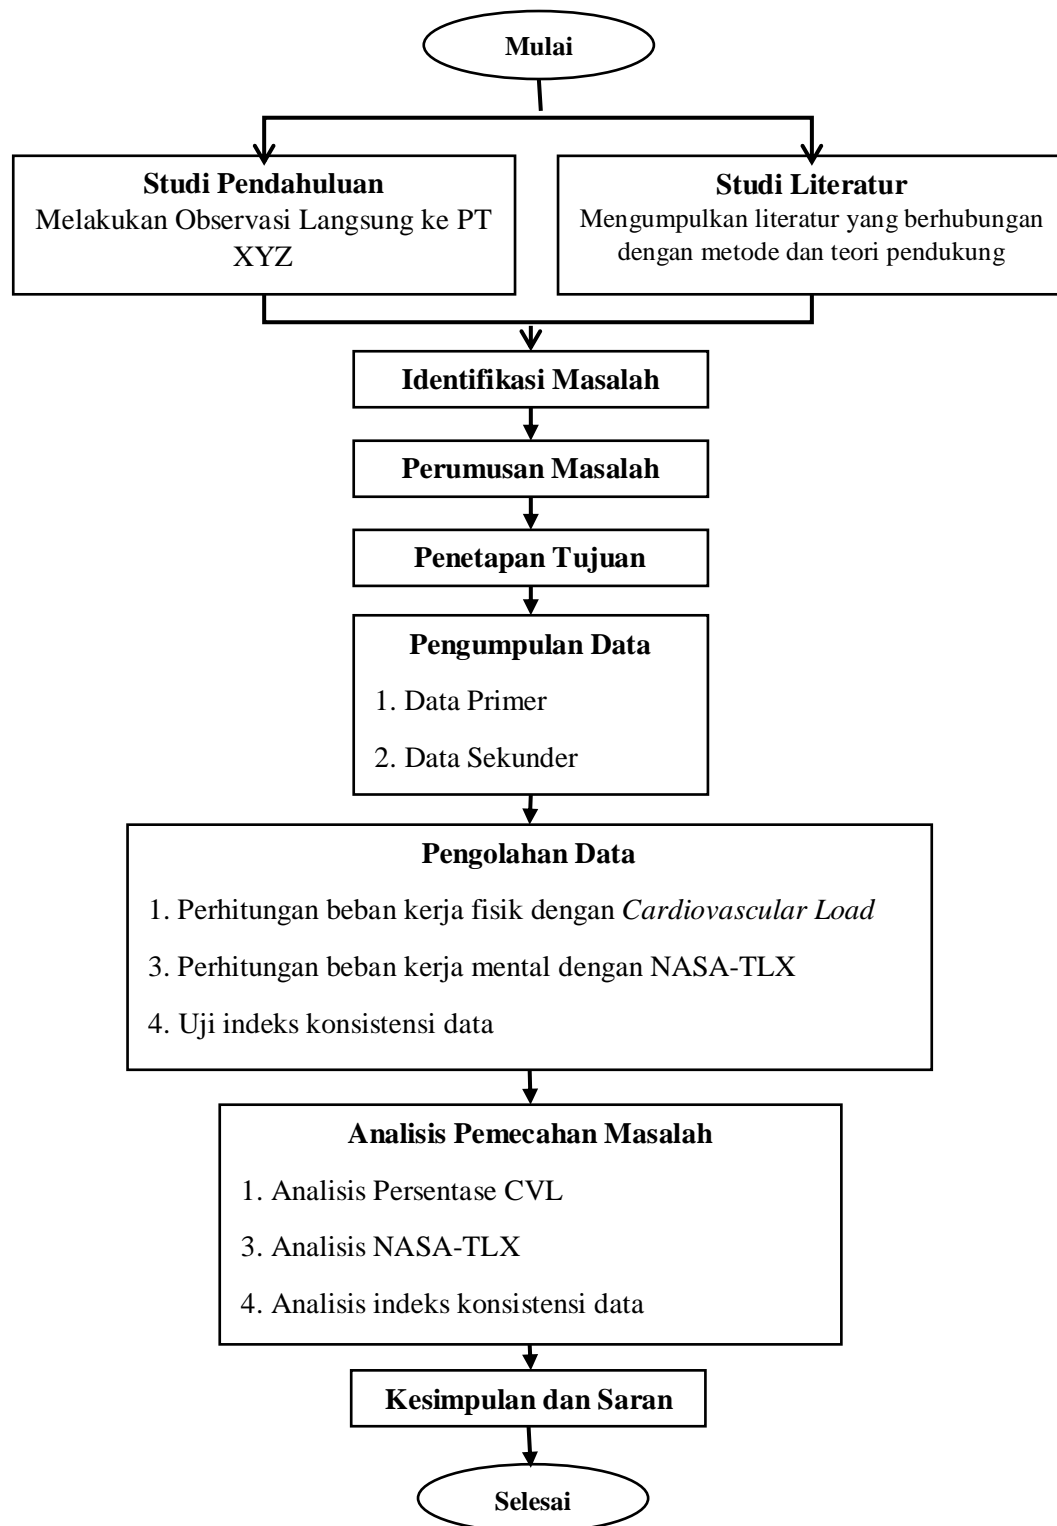 Mulai
Studi Pendahuluan
Melakukan Observasi Langsung ke PT
XYZ
Studi Literatur
Mengumpulkan literatur yang berhubungan
dengan metode dan teori pendukung
Identifikasi Masalah
Perumusan Masalah
Penetapan Tujuan
Pengumpulan Data
1. Data Primer
2. Data Sekunder
Pengolahan Data
1. Perhitungan beban kerja fisik dengan Cardiovascular Load
3. Perhitungan beban kerja mental dengan NASA-TLX
4. Uji indeks konsistensi data
Analisis Pemecahan Masalah
1. Analisis Persentase CVL
3. Analisis NASA-TLX
4. Analisis indeks konsistensi data
Kesimpulan dan Saran
Selesai